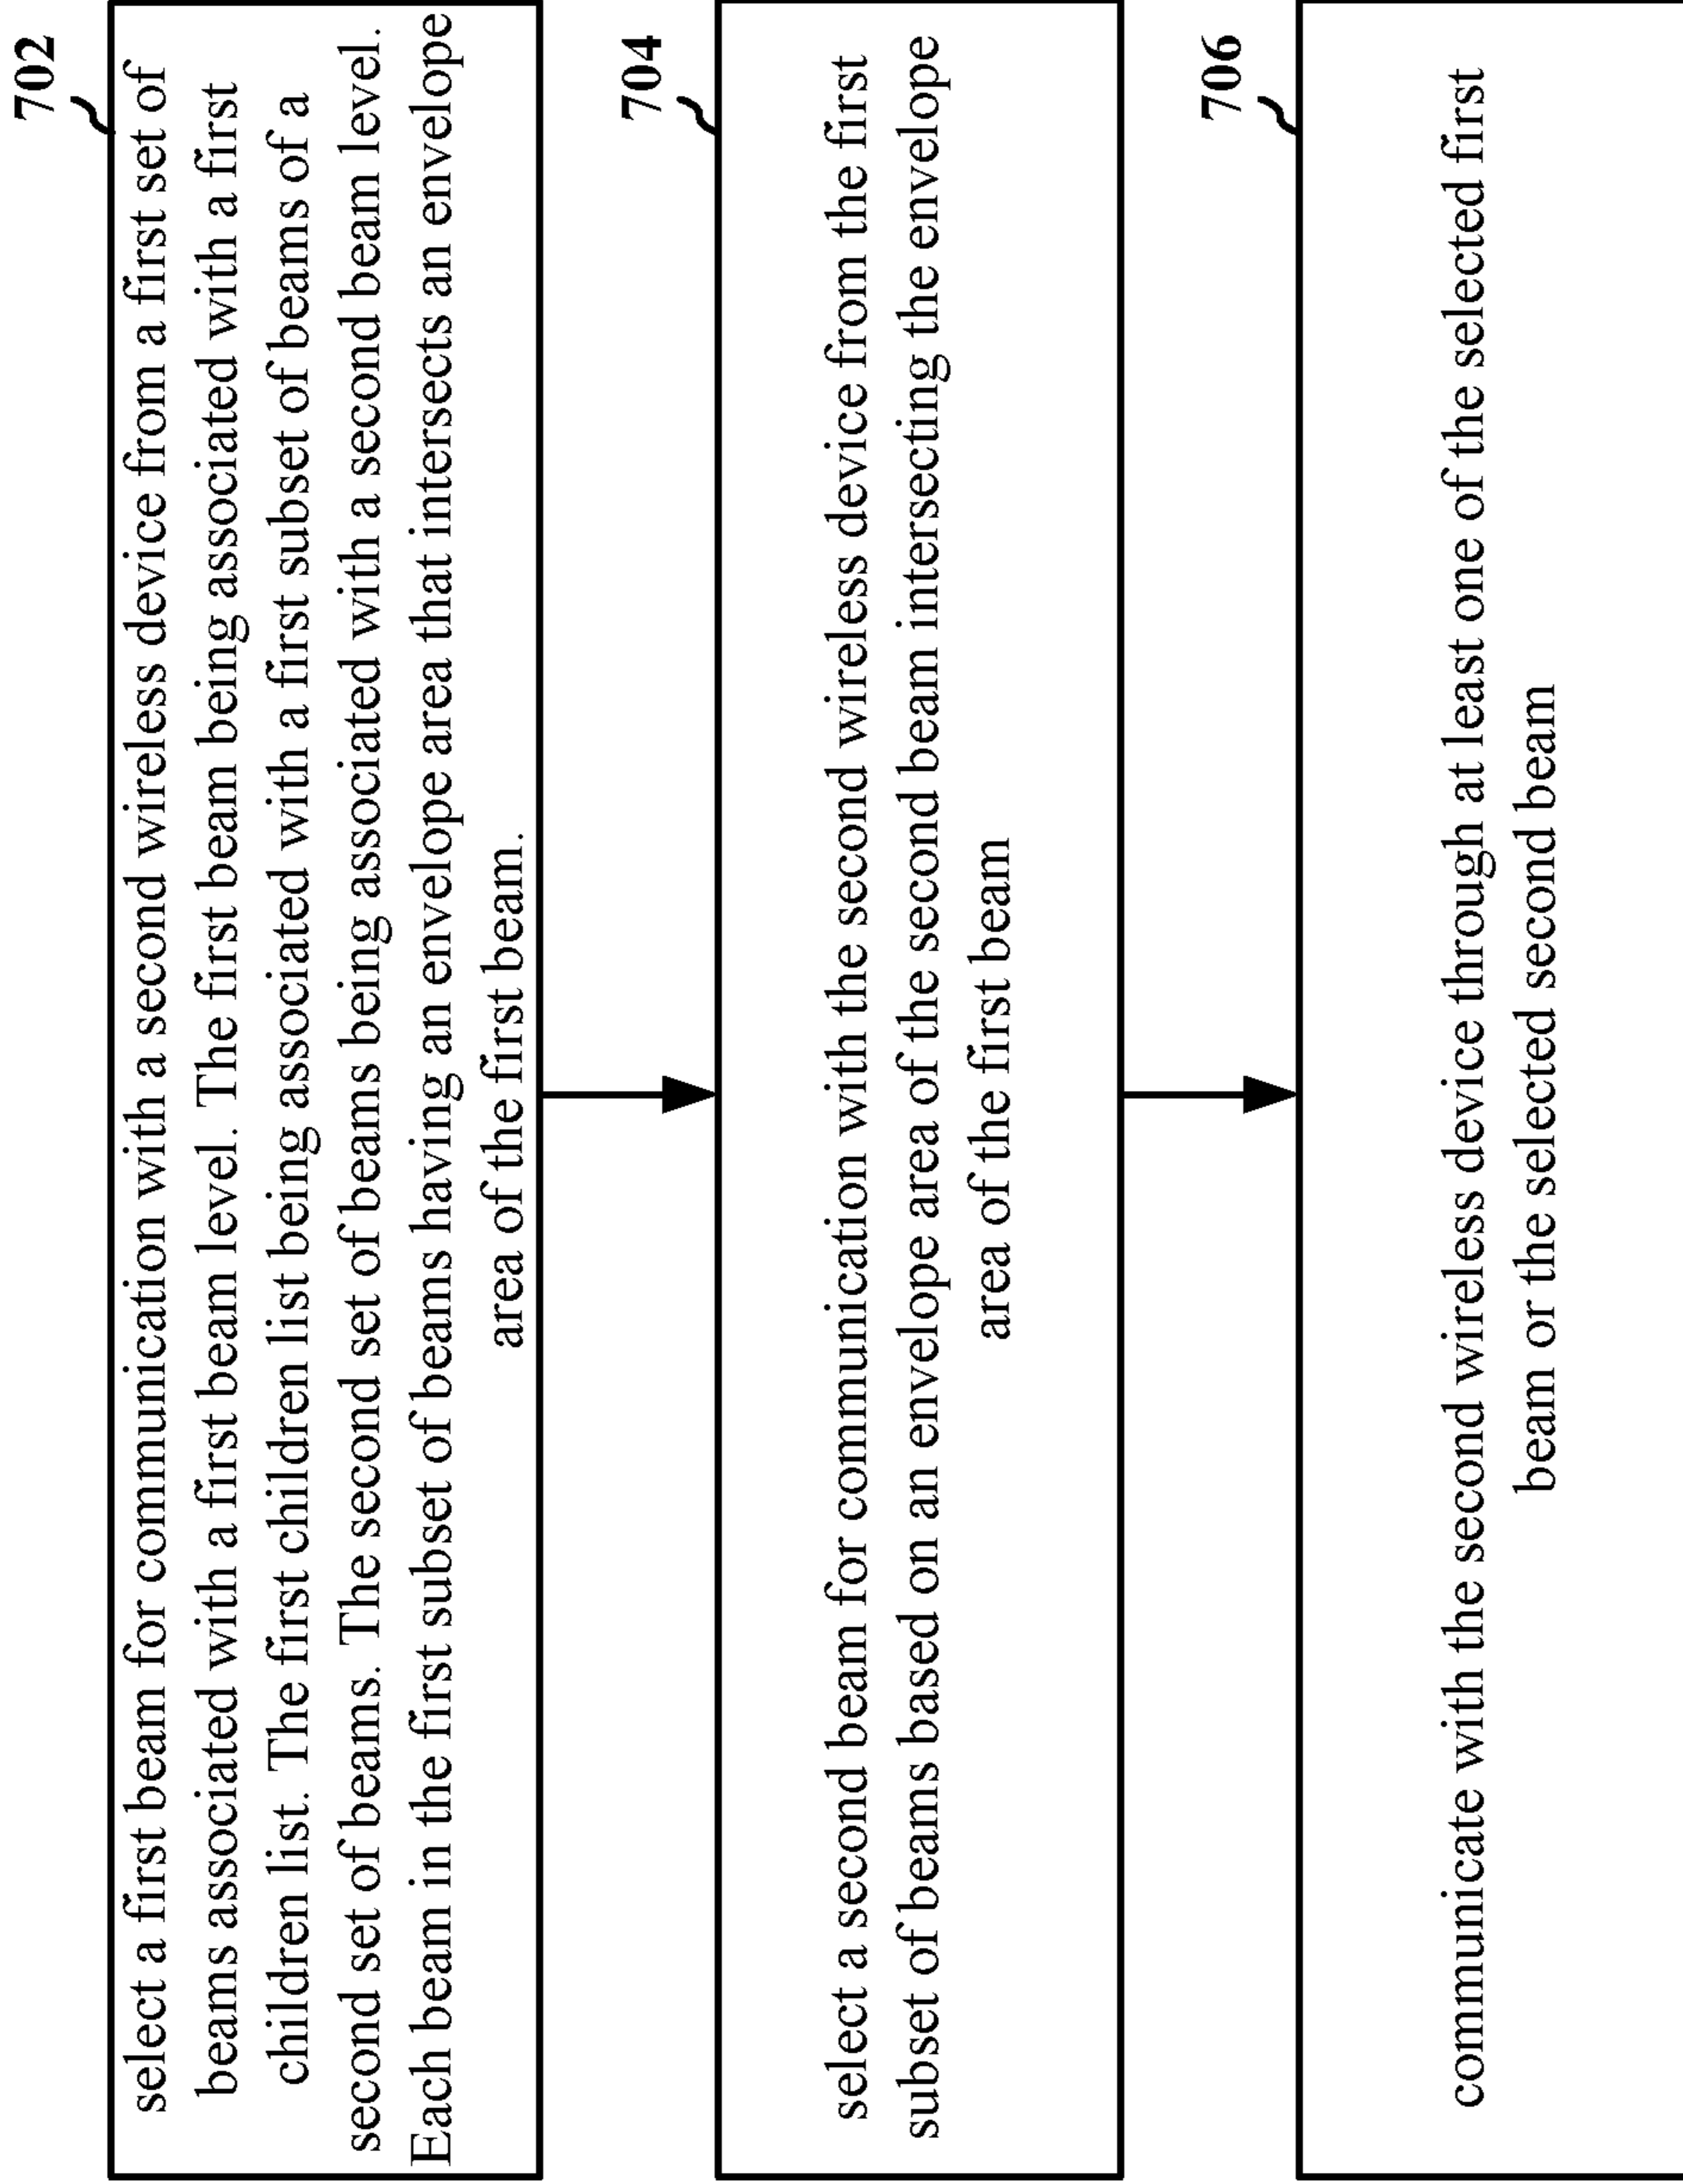 702
select a first beam for communication with a second wireless device from a first set of
beams associated with a first beam level. The first beam being associated with a first
children list. The first children list being associated with a first subset of beams of a
second set of beams. The second set of beams being associated with a second beam level.
Each beam in the first subset of beams having an envelope area that intersects an envelope
area of the first beam.
704
select a second beam for communication with the second wireless device from the first
subset of beams based on an envelope area of the second beam intersecting the envelope
area of the first beam
706
communicate with the second wireless device through at least one of the selected first
beam or the selected second beam